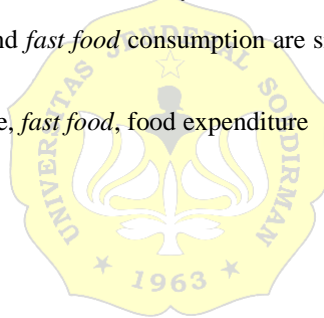 nd fast food consumption are s
e, fast food, food expenditure
UNIVERSITAS JENDERAL SOEDIRMAN
1963